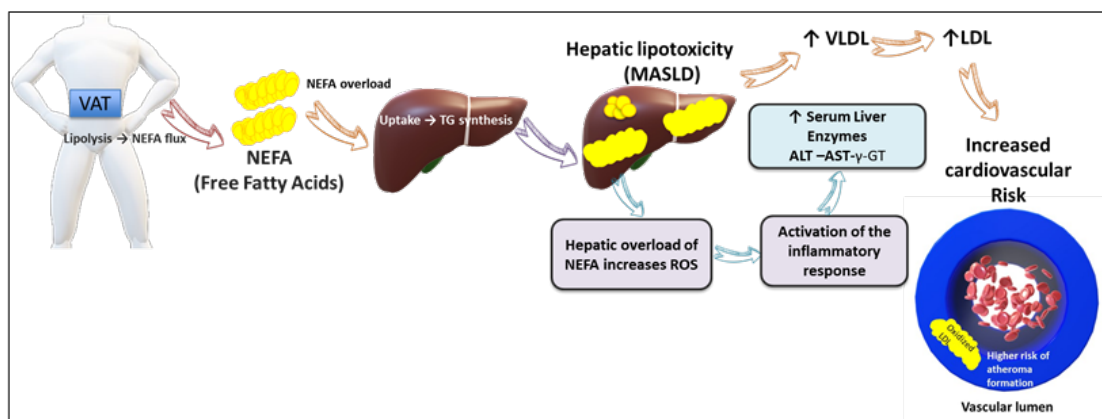 VAT
Lipolysis → NEFA flux
NEFA overload
NEFA
(Free Fatty Acids)
Uptake → TG synthesis
Hepatic lipotoxicity
(MASLD)
↑ VLDL
↑LDL
↑ Serum Liver
Enzymes
ALT –AST-γ-GT
Hepatic overload of
NEFA increases ROS
Activation of the
inflammatory
response
Increased
cardiovascular
Risk
Oxidized
LDL
Higher risk of
atheroma
formation
Vascular lumen